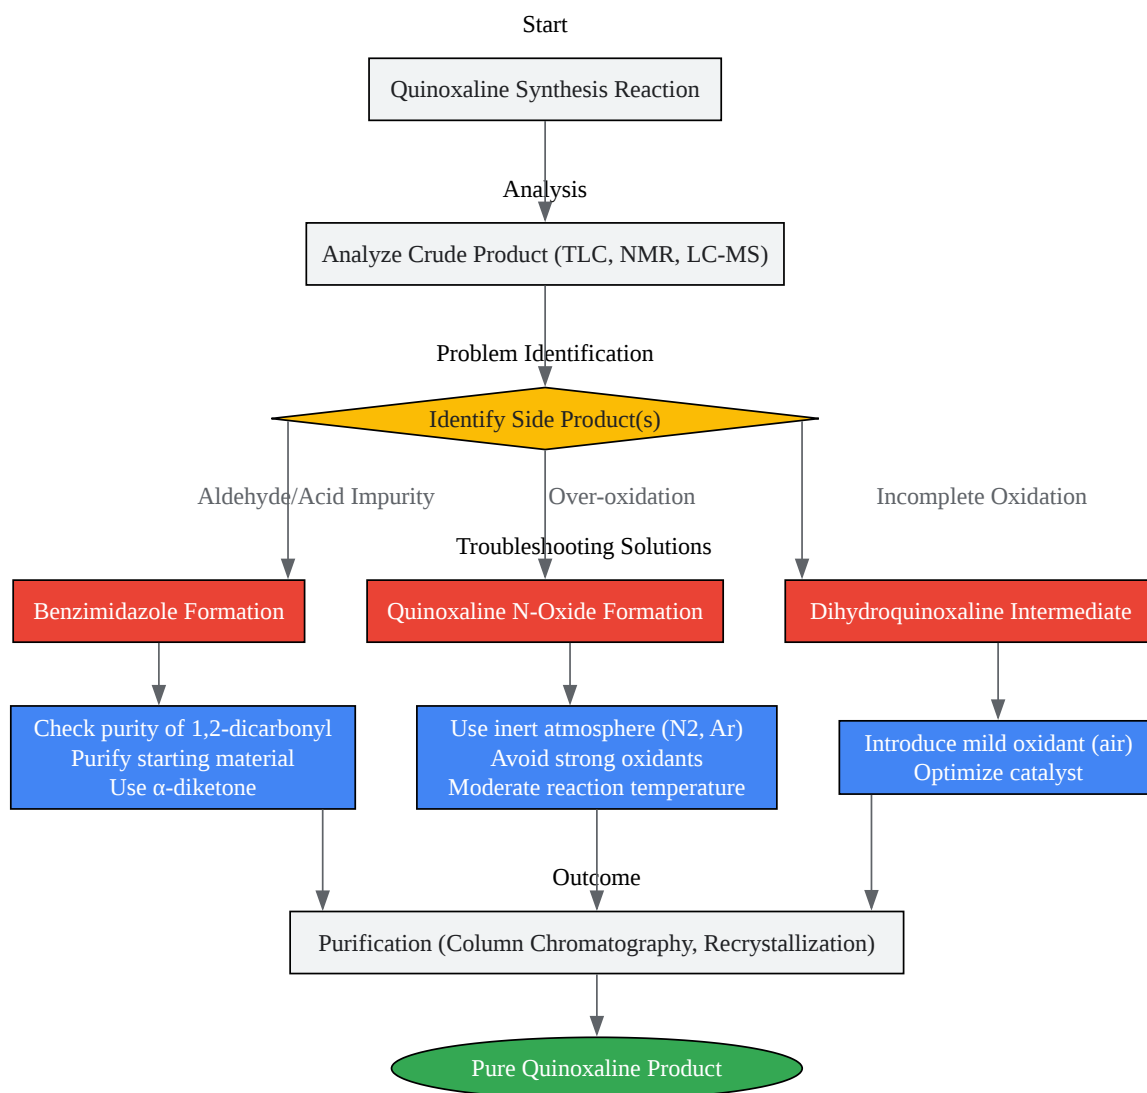 Start
Quinoxaline Synthesis Reaction
Analysis
Analyze Crude Product (TLC, NMR, LC-MS)
Problem Identification
Identify Side Product(s)
Aldehyde/Acid Impurity
Over-oxidation
Incomplete Oxidation
Troubleshooting Solutions
Benzimidazole Formation
Quinoxaline N-Oxide Formation
Dihydroquinoxaline Intermediate
Check purity of 1,2-dicarbonyl
Purify starting material
Use α-diketone
Use inert atmosphere (N2, Ar)
Avoid strong oxidants
Moderate reaction temperature
Introduce mild oxidant (air)
Optimize catalyst
Outcome
Purification (Column Chromatography, Recrystallization)
Pure Quinoxaline Product